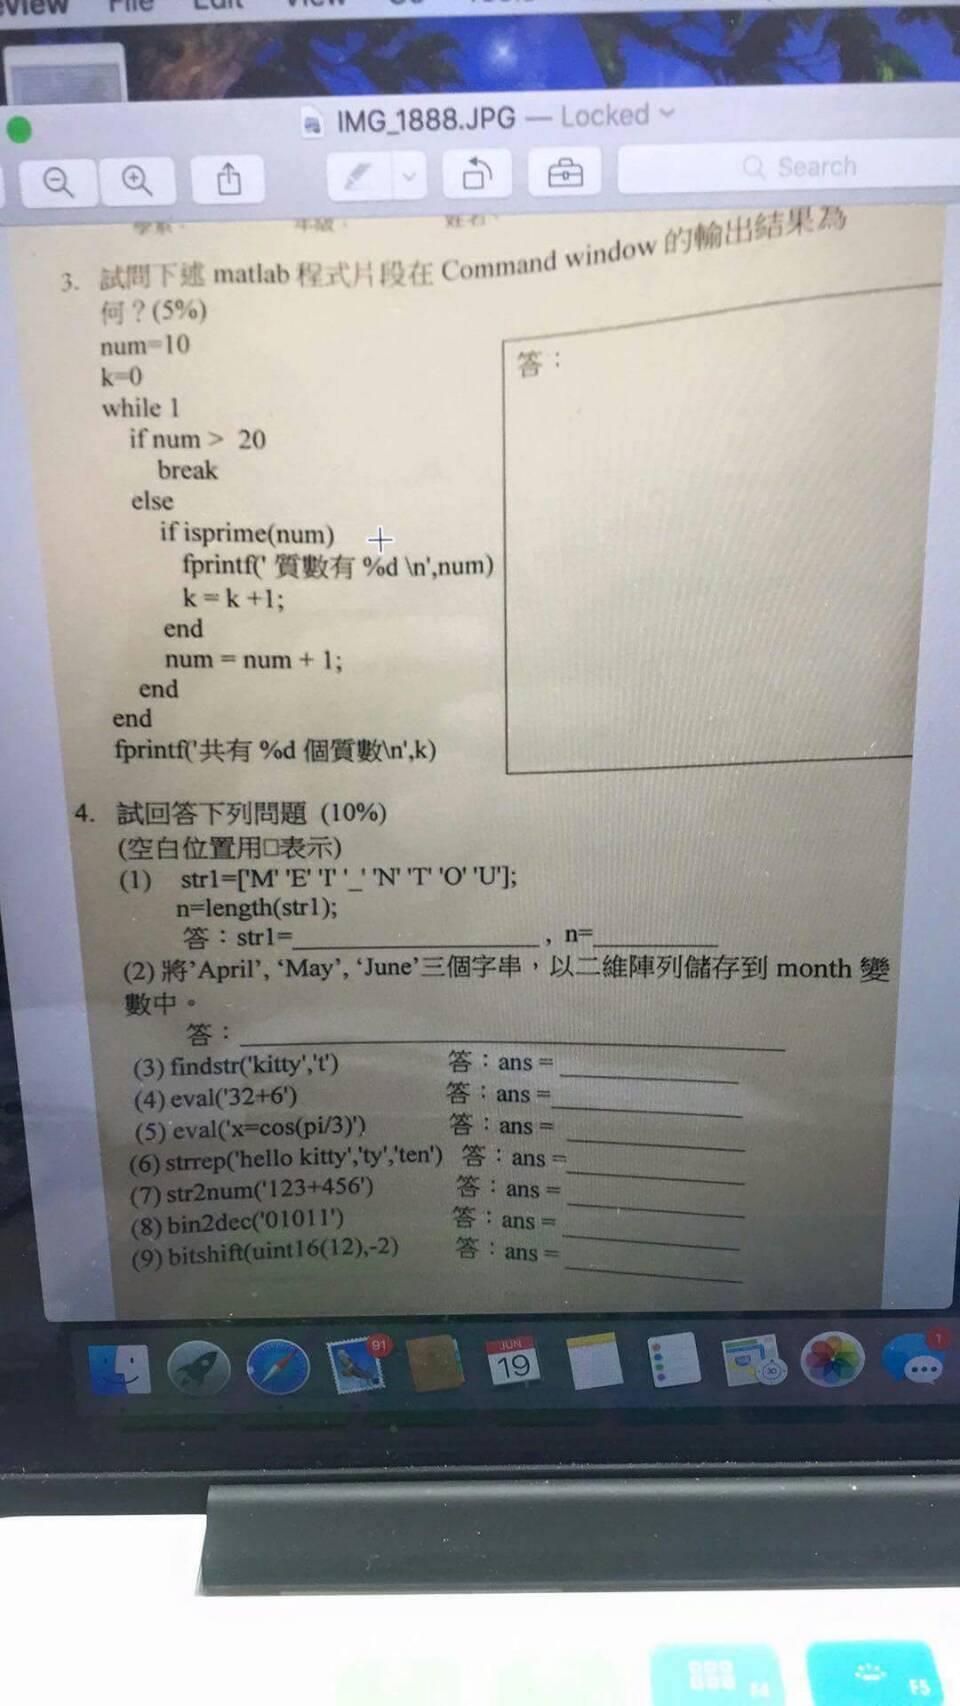 File
IMG_1888.JPG — Locked
Search
學系： 年級： 姓名：
3. 試問下述 matlab 程式片段在 Command window 的輸出結果為
何？(5%)
num=10
k=0
while 1
if num > 20
break
else
if isprime(num)
fprintf(' 質數有 %d \n',num)
k = k +1;
end
num = num + 1;
end
end
fprintf('共有 %d 個質數\n',k)
答：
4. 試回答下列問題 (10%)
(空白位置用□表示)
(1) str1=['M' 'E' 'I' '_' 'N' 'T' 'O' 'U'];
n=length(str1);
答：str1=____________, n=________
(2) 將’April’, ‘May’, ‘June’三個字串，以二維陣列儲存到 month 變
數中。
答：____________
(3) findstr('kitty','t') 答：ans = ________
(4) eval('32+6') 答：ans = ________
(5) eval('x=cos(pi/3)') 答：ans = ________
(6) strrep('hello kitty','ty','ten') 答：ans = ________
(7) str2num('123+456') 答：ans = ________
(8) bin2dec('01011') 答：ans = ________
(9) bitshift(uint16(12),-2) 答：ans = ________
91
JUN
19
30
1
F4
F5